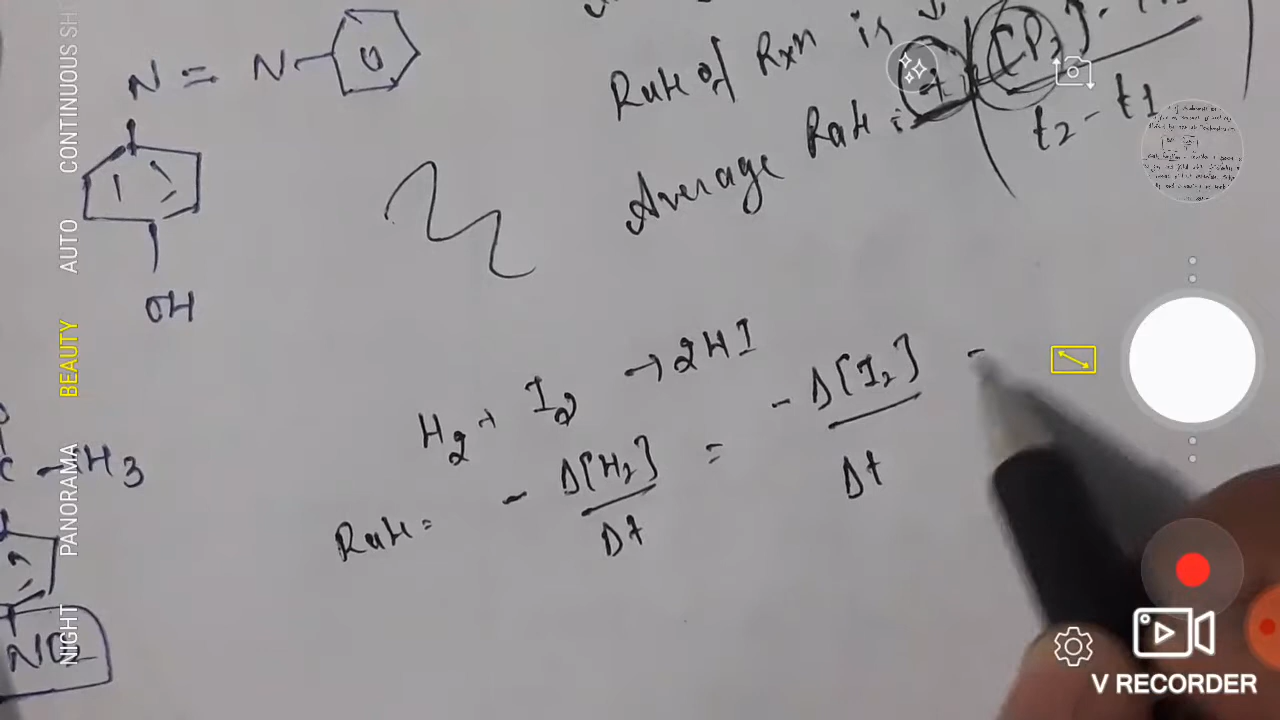 N = N
OH
C - H3
NO2
Rate of Rxn is ↓
Average Rate is + [P2] -
t2 - t1
H2 + I2 → 2HI
Rate = - Δ[H2] / Δt = - Δ[I2] / Δt =
NIGHT PANORAMA BEAUTY AUTO CONTINUOUS SH
V RECORDER